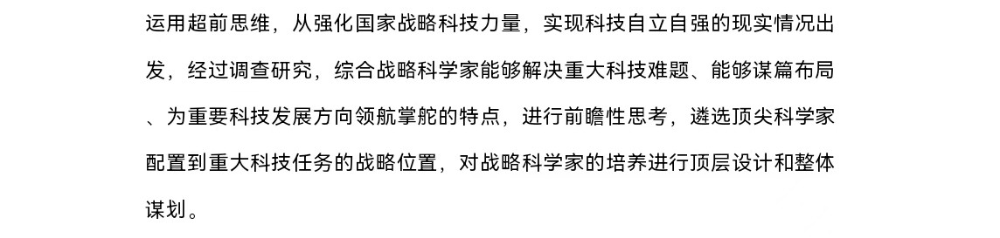 运用超前思维，从强化国家战略科技力量，实现科技自立自强的现实情况出
发，经过调查研究，综合战略科学家能够解决重大科技难题、能够谋篇布局
、为重要科技发展方向领航掌舵的特点，进行前瞻性思考，遴选顶尖科学家
配置到重大科技任务的战略位置，对战略科学家的培养进行顶层设计和整体
谋划。